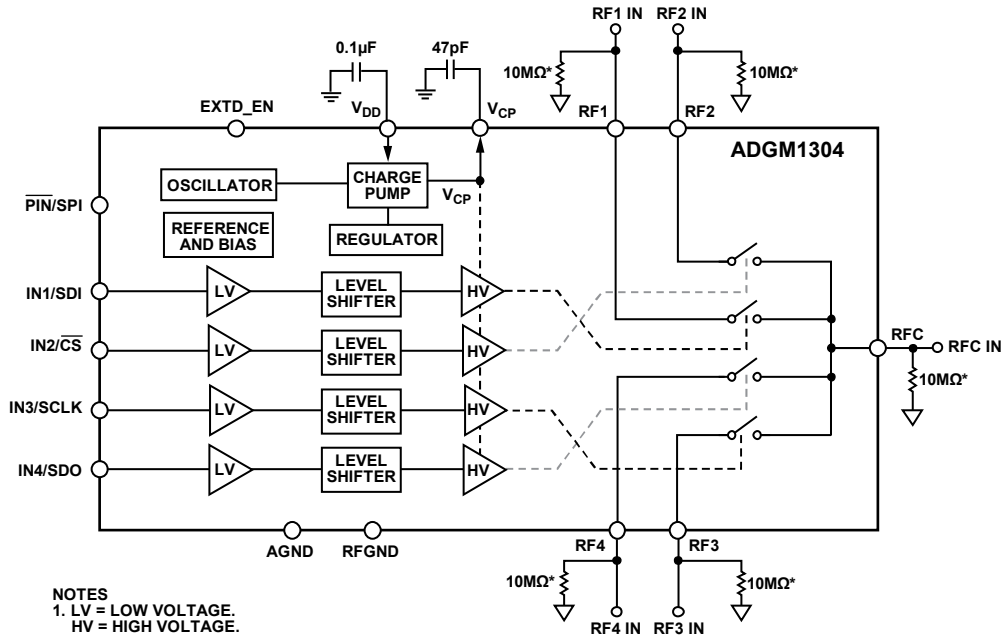 RF1 IN
RF2 IN
0.1µF
47pF
10MΩ*
10MΩ*
EXTD_EN
VDD
VCP
RF1
RF2
ADGM1304
OSCILLATOR
CHARGE
PUMP
VCP
PIN/SPI
REFERENCE
AND BIAS
REGULATOR
IN1/SDI
LV
LEVEL
SHIFTER
HV
IN2/CS
LV
LEVEL
SHIFTER
HV
RFC
RFC IN
10MΩ*
IN3/SCLK
LV
LEVEL
SHIFTER
HV
IN4/SDO
LV
LEVEL
SHIFTER
HV
AGND
RFGND
RF4
RF3
10MΩ*
10MΩ*
RF4 IN
RF3 IN
NOTES
1. LV = LOW VOLTAGE.
HV = HIGH VOLTAGE.